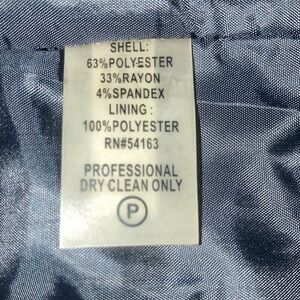 SHELL:
63%POLYESTER
33%RAYON
4%SPANDEX
LINING :
100%POLYESTER
RN#54163
PROFESSIONAL
DRY CLEAN ONLY
P